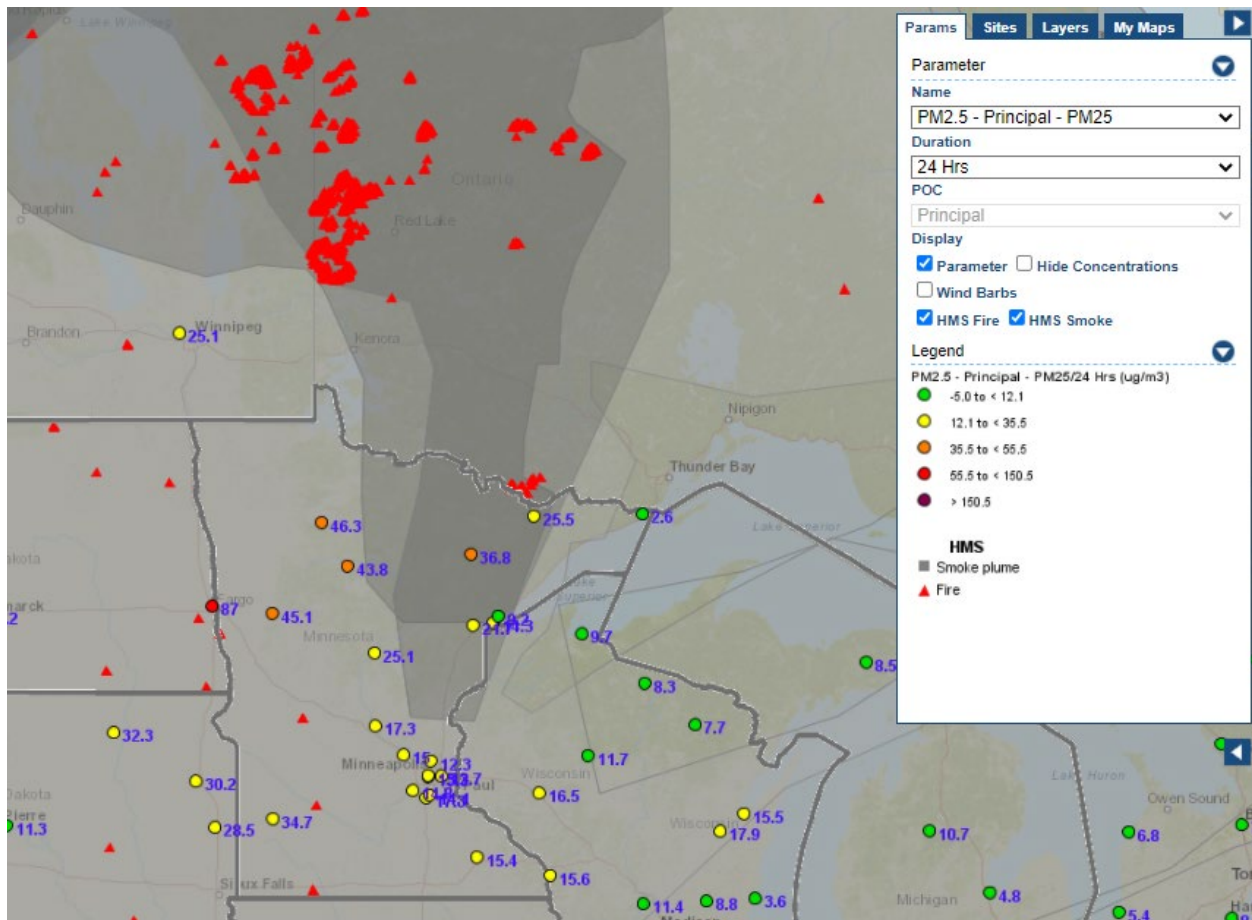 Lake Winnipeg
Ontario
Dauphin
Red Lake
Brandon
Winnipeg
25.1
Kenora
Nipigon
Thunder Bay
46.3
25.5
2.6
Lake Superior
43.8
36.8
Fargo
87
45.1
Lake
Superior
9.2
21.1
Minnesota
9.7
25.1
8.5
8.3
7.7
32.3
17.3
11.7
15
12.3
Minneapolis
Wisconsin
30.2
16.5
Lake Huron
Owen Sound
Pierre
11.3
28.5
34.7
15.5
Wisconsin
17.9
10.7
6.8
15.4
15.6
Sioux Falls
Michigan
11.4
8.8
3.6
4.8
5.4
Params Sites Layers My Maps
Parameter
Name
PM2.5 - Principal - PM25
Duration
24 Hrs
POC
Principal
Display
Parameter Hide Concentrations
Wind Barbs
HMS Fire HMS Smoke
Legend
PM2.5 - Principal - PM25/24 Hrs (ug/m3)
-5.0 to < 12.1
12.1 to < 35.5
35.5 to < 55.5
55.5 to < 150.5
> 150.5
HMS
Smoke plume
Fire